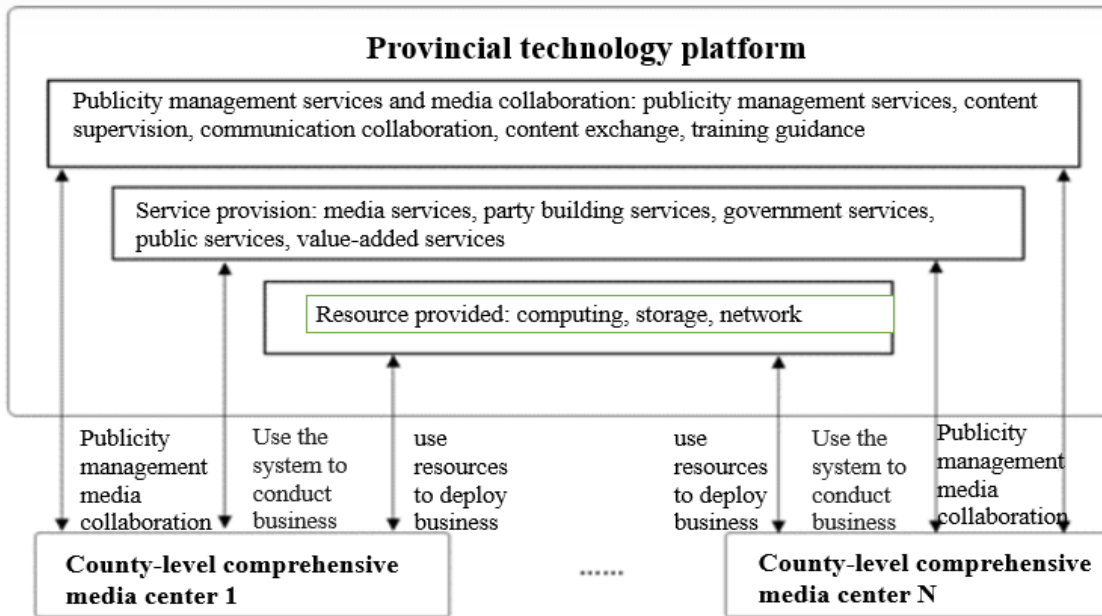 Provincial technology platform
Publicity management services and media collaboration: publicity management services, content
supervision, communication collaboration, content exchange, training guidance
Service provision: media services, party building services, government services,
public services, value-added services
Resource provided: computing, storage, network
Publicity
management
media
collaboration
Use the
system to
conduct
business
use
resources
to deploy
business
use
resources
to deploy
business
Use the
system to
conduct
business
Publicity
management
media
collaboration
County-level comprehensive
media center 1
......
County-level comprehensive
media center N